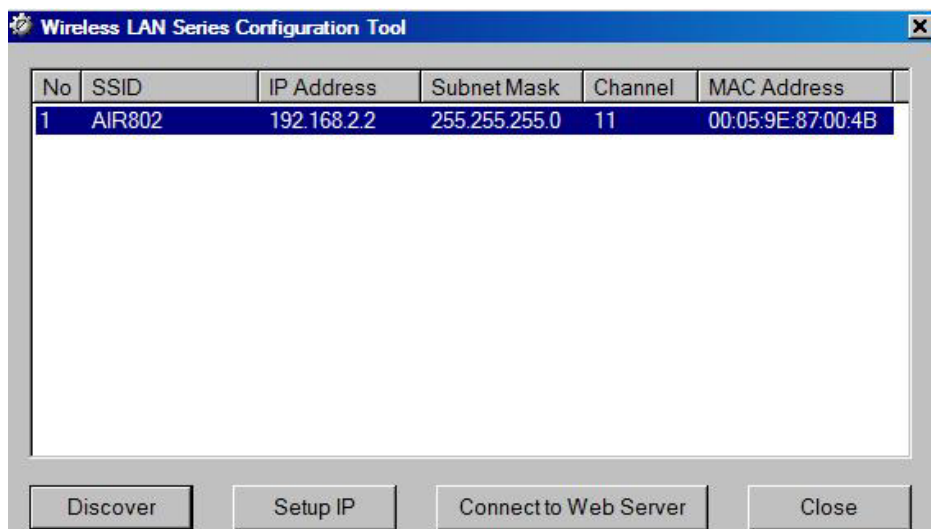 Wireless LAN Series Configuration Tool
No SSID IP Address Subnet Mask Channel MAC Address
1 AIR802 192.168.2.2 255.255.255.0 11 00:05:9E:87:00:4B
Discover Setup IP Connect to Web Server Close